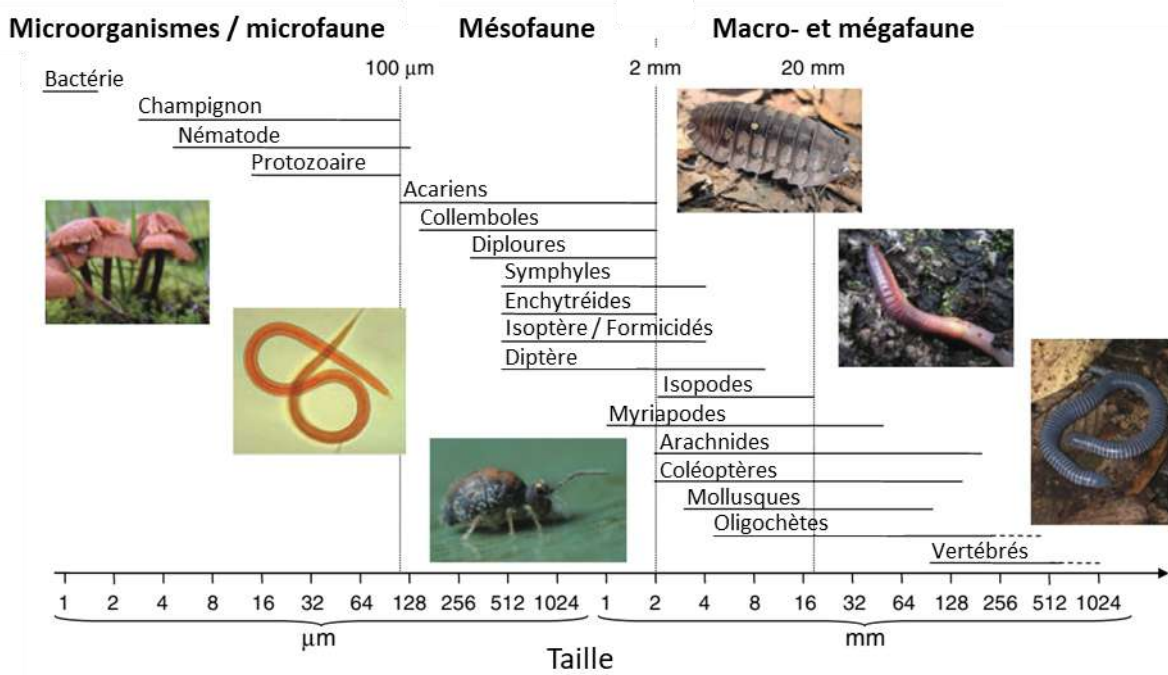 Microorganismes / microfaune
Mésofaune
Macro- et mégafaune
100 µm
2 mm
20 mm
Bactérie
Champignon
Nématode
Protozoaire
Acariens
Collemboles
Diploures
Symphyles
Enchytréides
Isoptère / Formicidés
Diptère
Isopodes
Myriapodes
Arachnides
Coléoptères
Mollusques
Oligochètes
Vertébrés
1 2 4 8 16 32 64 128 256 512 1024 1 2 4 8 16 32 64 128 256 512 1024
µm
mm
Taille